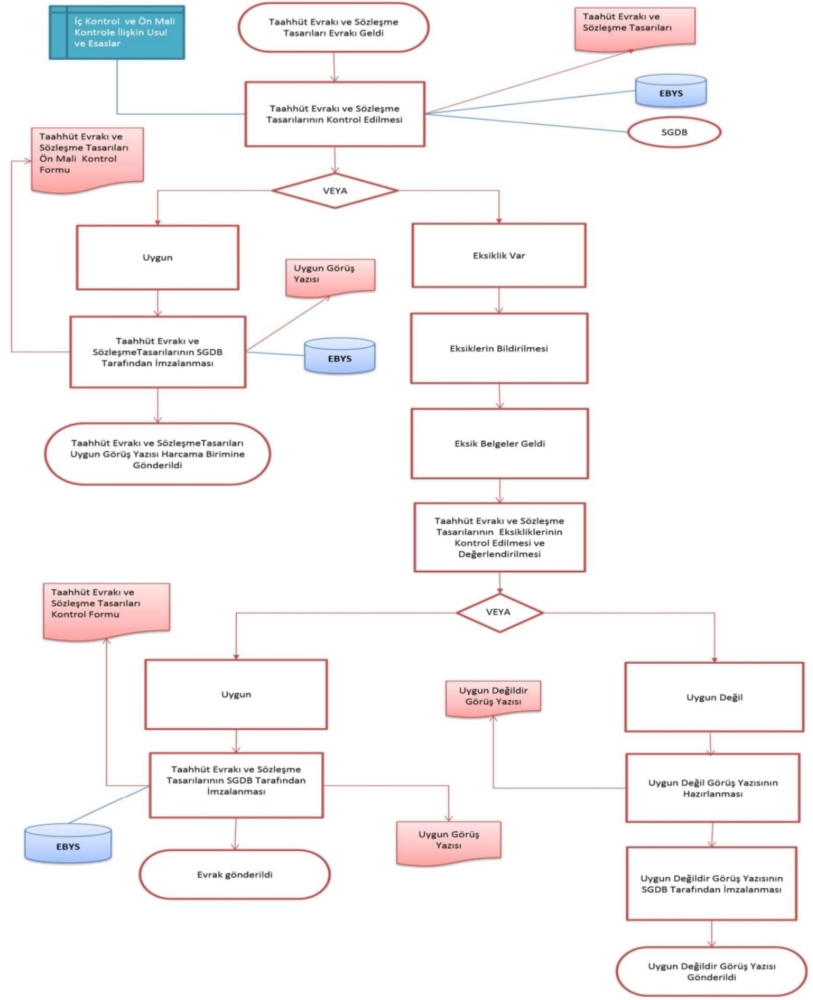 İç Kontrol ve Ön Mali
Kontrole İlişkin Usul
ve Esaslar
Taahhüt Evrakı ve Sözleşme
Tasarıları Evrakı Geldi
Taahüt Evrakı ve
Sözleşme Tasarıları
EBYS
Taahhüt Evrakı ve Sözleşme
Tasarılarının Kontrol Edilmesi
SGDB
Taahhüt Evrakı ve
Sözleşme Tasarıları
Ön Mali Kontrol
Formu
VEYA
Uygun
Eksiklik Var
Uygun Görüş
Yazısı
Taahhüt Evrakı ve
SözleşmeTasarılarının SGDB
Tarafından İmzalanması
EBYS
Eksiklerin Bildirilmesi
Taahhüt Evrakı ve SözleşmeTasarıları
Uygun Görüş Yazısı Harcama Birimine
Gönderildi
Eksik Belgeler Geldi
Taahhüt Evrakı ve Sözleşme
Tasarılarının Eksikliklerinin
Kontrol Edilmesi ve
Değerlendirilmesi
Taahhüt Evrakı ve
Sözleşme Tasarıları
Kontrol Formu
VEYA
Uygun
Uygun Değildir
Görüş Yazısı
Uygun Değil
Taahhüt Evrakı ve Sözleşme
Tasarılarının SGDB Tarafından
İmzalanması
Uygun Değil Görüş Yazısının
Hazırlanması
EBYS
Uygun Görüş
Yazısı
Evrak gönderildi
Uygun Değildir Görüş Yazısının
SGDB Tarafından İmzalanması
Uygun Değildir Görüş Yazısı
Gönderildi